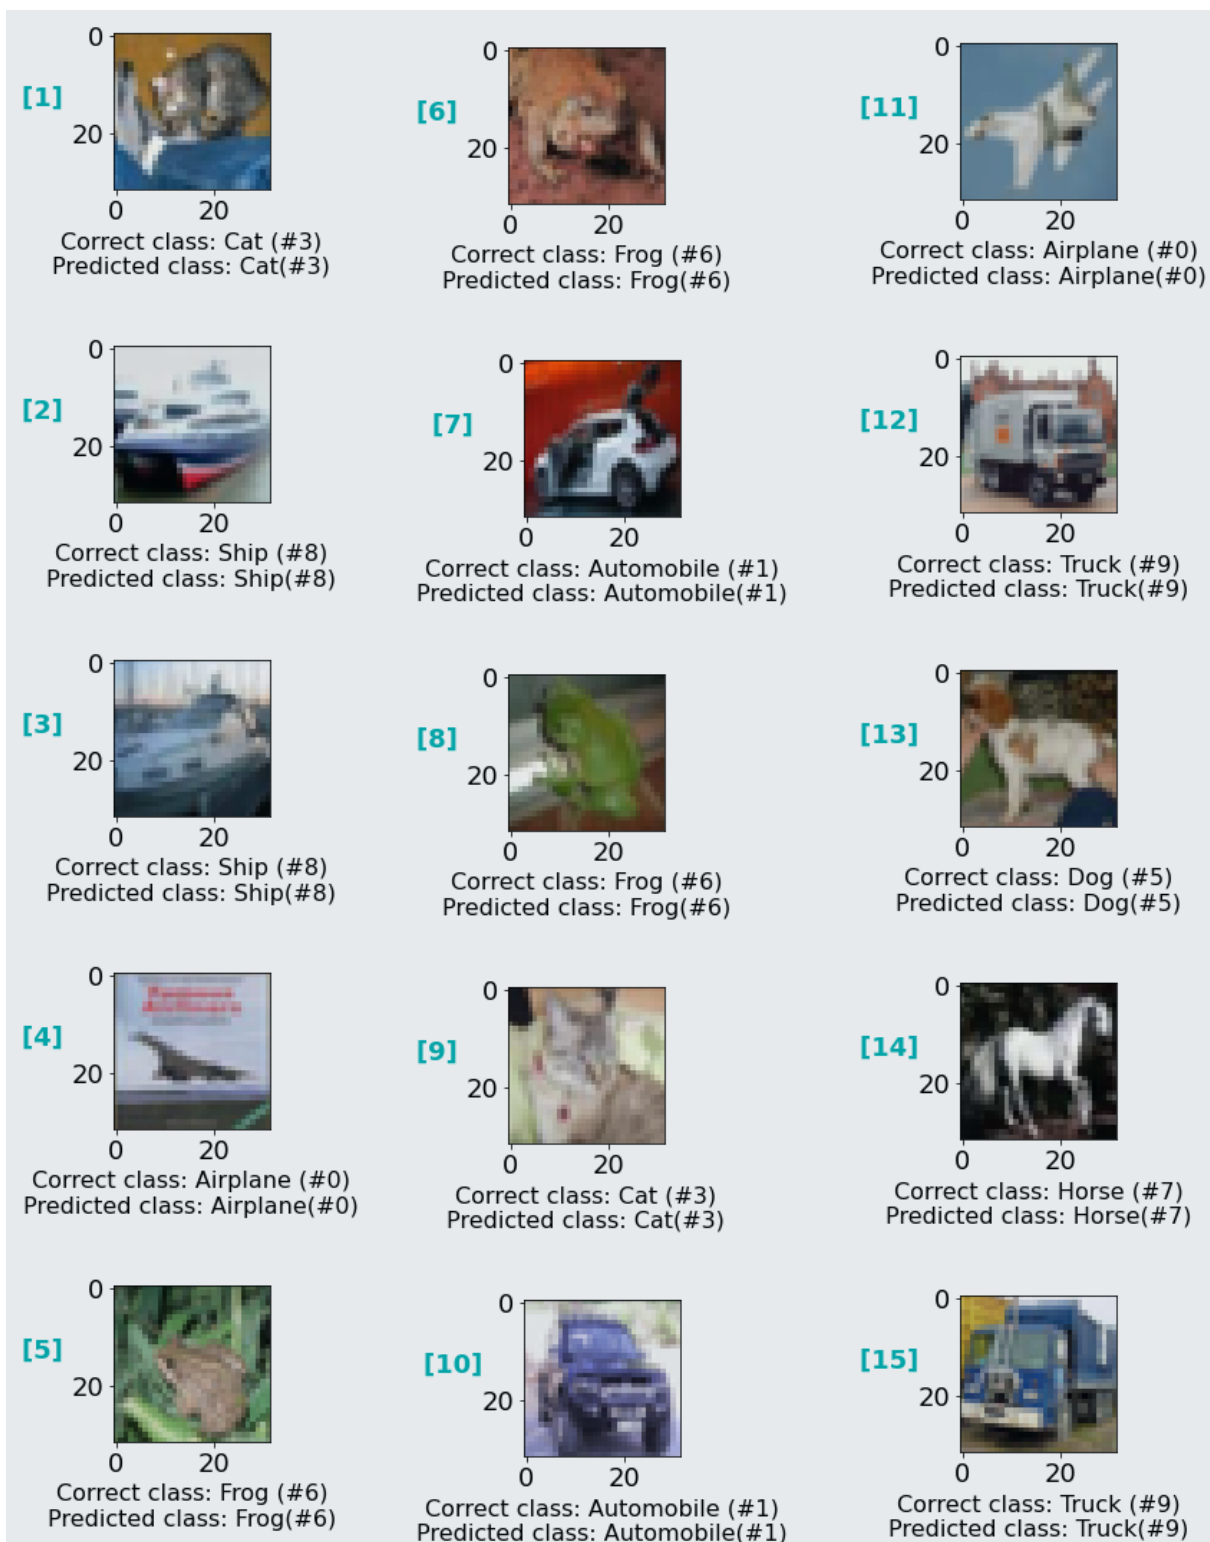 [1]
0
20
0 20
Correct class: Cat (#3)
Predicted class: Cat(#3)
[2]
0
20
0 20
Correct class: Ship (#8)
Predicted class: Ship(#8)
[3]
0
20
0 20
Correct class: Ship (#8)
Predicted class: Ship(#8)
[4]
0
20
0 20
Correct class: Airplane (#0)
Predicted class: Airplane(#0)
[5]
0
20
0 20
Correct class: Frog (#6)
Predicted class: Frog(#6)
[6]
0
20
0 20
Correct class: Frog (#6)
Predicted class: Frog(#6)
[7]
0
20
0 20
Correct class: Automobile (#1)
Predicted class: Automobile(#1)
[8]
0
20
0 20
Correct class: Frog (#6)
Predicted class: Frog(#6)
[9]
0
20
0 20
Correct class: Cat (#3)
Predicted class: Cat(#3)
[10]
0
20
0 20
Correct class: Automobile (#1)
Predicted class: Automobile(#1)
[11]
0
20
0 20
Correct class: Airplane (#0)
Predicted class: Airplane(#0)
[12]
0
20
0 20
Correct class: Truck (#9)
Predicted class: Truck(#9)
[13]
0
20
0 20
Correct class: Dog (#5)
Predicted class: Dog(#5)
[14]
0
20
0 20
Correct class: Horse (#7)
Predicted class: Horse(#7)
[15]
0
20
0 20
Correct class: Truck (#9)
Predicted class: Truck(#9)